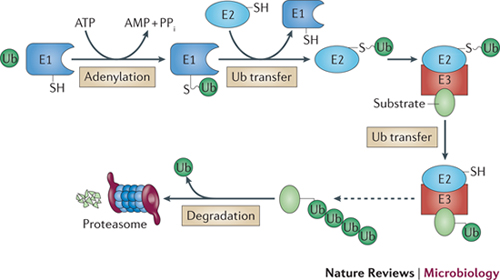 ATP
AMP + PPi
E2
SH
E1
Ub
E1
SH
Adenylation
E1
S
Ub
Ub transfer
E2
S
Ub
E2
S
Ub
E3
Substrate
Ub transfer
E2
SH
E3
Ub
Ub
Ub
Ub
Ub
Ub
Degradation
Proteasome
Nature Reviews | Microbiology